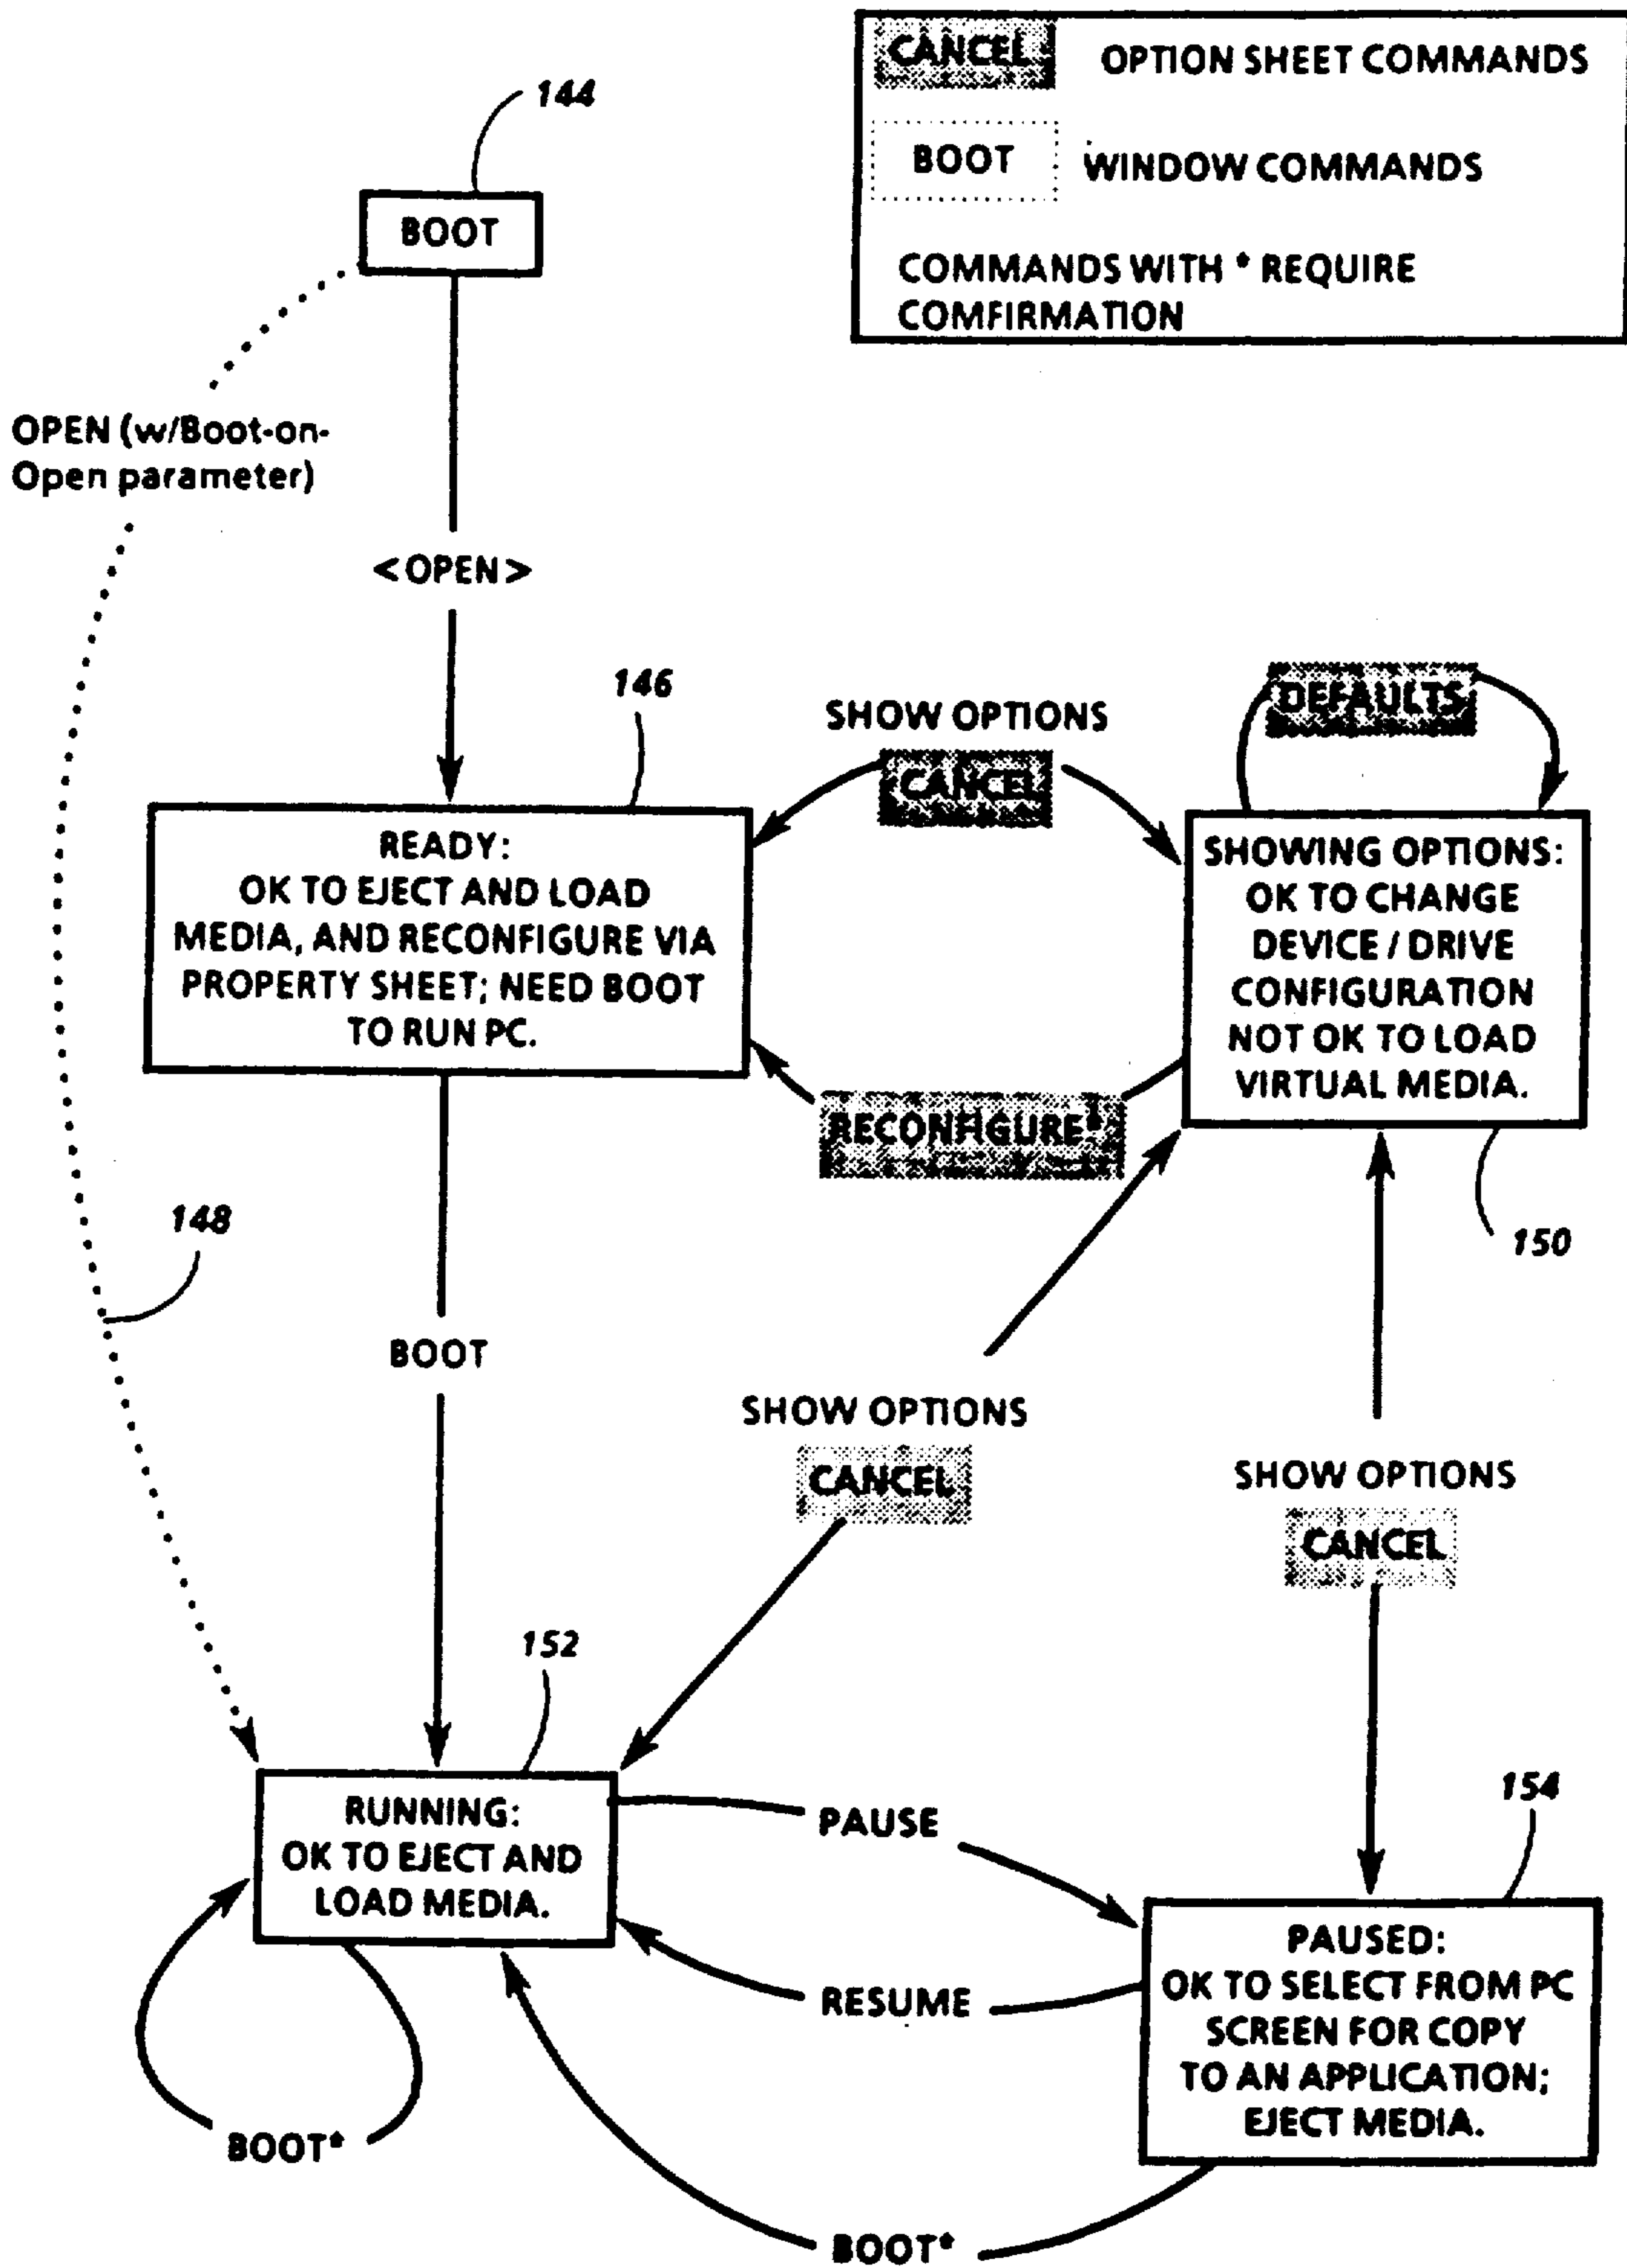 CANCEL OPTION SHEET COMMANDS
BOOT WINDOW COMMANDS
COMMANDS WITH * REQUIRE
COMFIRMATION
144
BOOT
OPEN (w/Boot-on-
Open parameter)
<OPEN>
146
SHOW OPTIONS
CANCEL
DEFAULTS
READY:
OK TO EJECT AND LOAD
MEDIA, AND RECONFIGURE VIA
PROPERTY SHEET; NEED BOOT
TO RUN PC.
SHOWING OPTIONS:
OK TO CHANGE
DEVICE / DRIVE
CONFIGURATION
NOT OK TO LOAD
VIRTUAL MEDIA.
RECONFIGURE*
148
150
BOOT
SHOW OPTIONS
CANCEL
SHOW OPTIONS
CANCEL
152
RUNNING:
OK TO EJECT AND
LOAD MEDIA.
PAUSE
154
RESUME
PAUSED:
OK TO SELECT FROM PC
SCREEN FOR COPY
TO AN APPLICATION;
EJECT MEDIA.
BOOT*
BOOT*